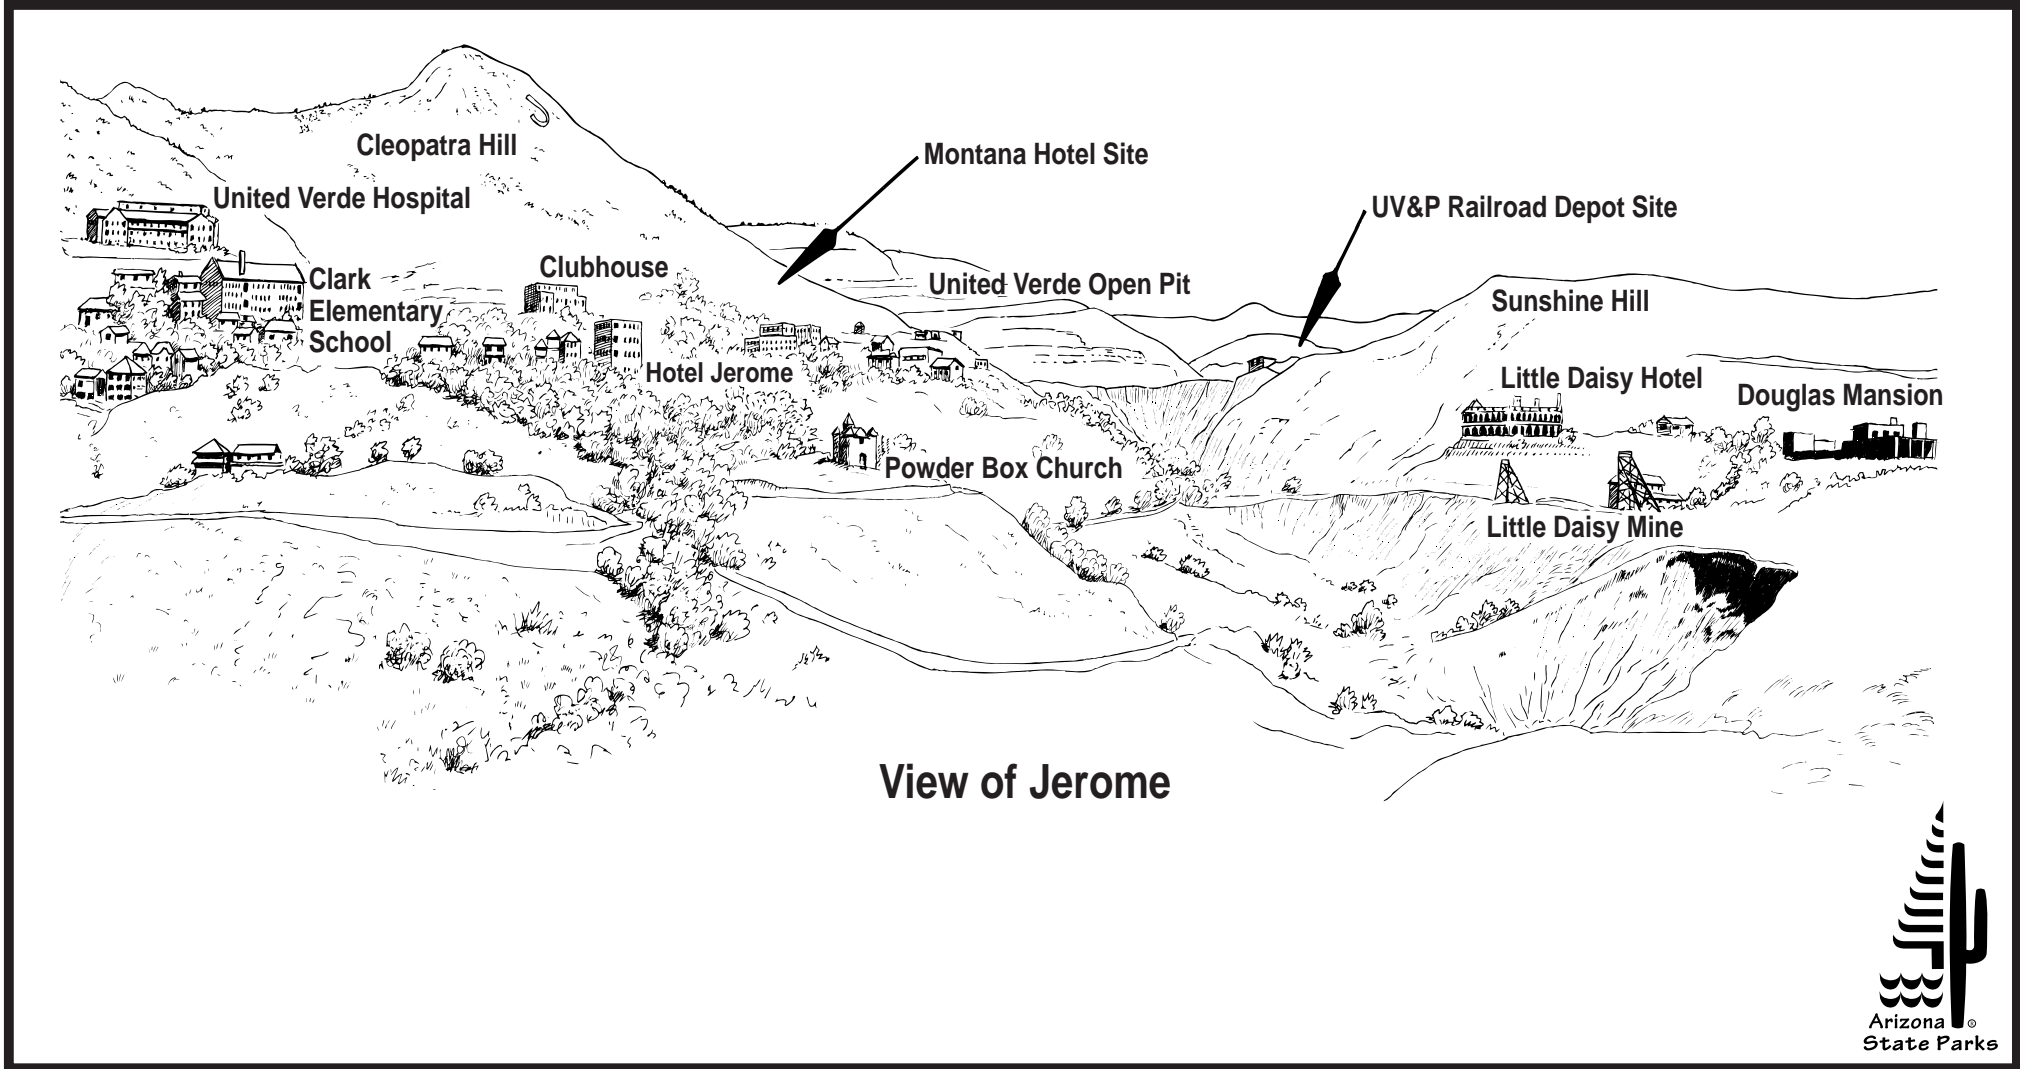 Cleopatra Hill
Montana Hotel Site
United Verde Hospital
UV&P Railroad Depot Site
Clubhouse
Clark
Elementary
School
United Verde Open Pit
Sunshine Hill
Hotel Jerome
Little Daisy Hotel
Douglas Mansion
Powder Box Church
Little Daisy Mine
View of Jerome
Arizona ®
State Parks